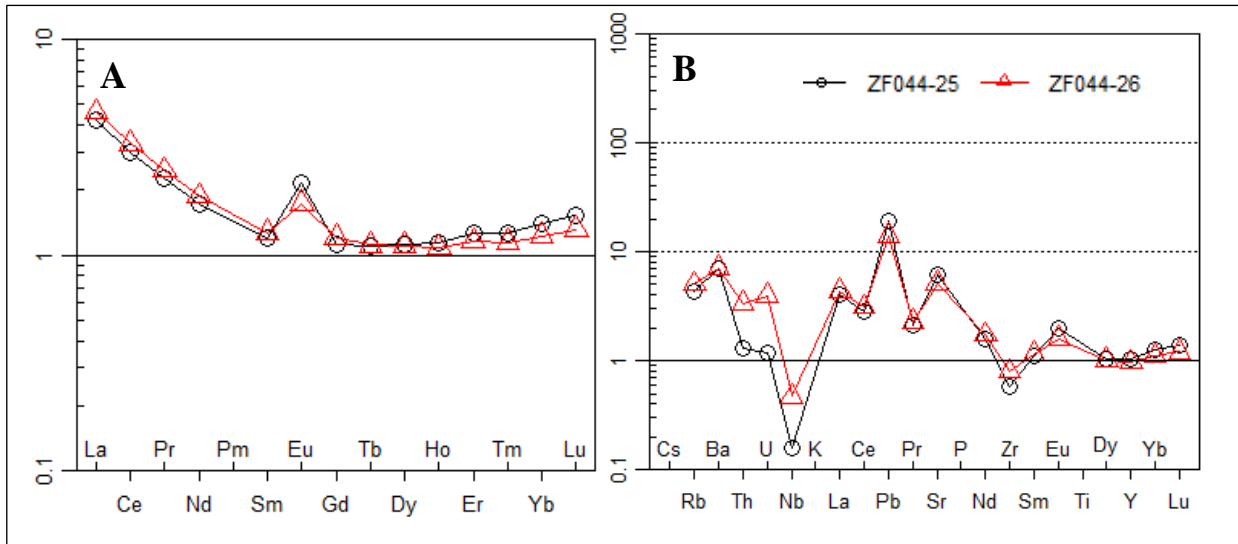 A
10
1
0.1
La Pr Pm Eu Tb Ho Tm Lu
Ce Nd Sm Gd Dy Er Yb
B
ZF044-25 ZF044-26
1000
100
10
1
0.1
Cs Ba Th U Nb K La Ce Pb Pr Sr P Nd Zr Sm Eu Ti Dy Y Yb Lu
Rb